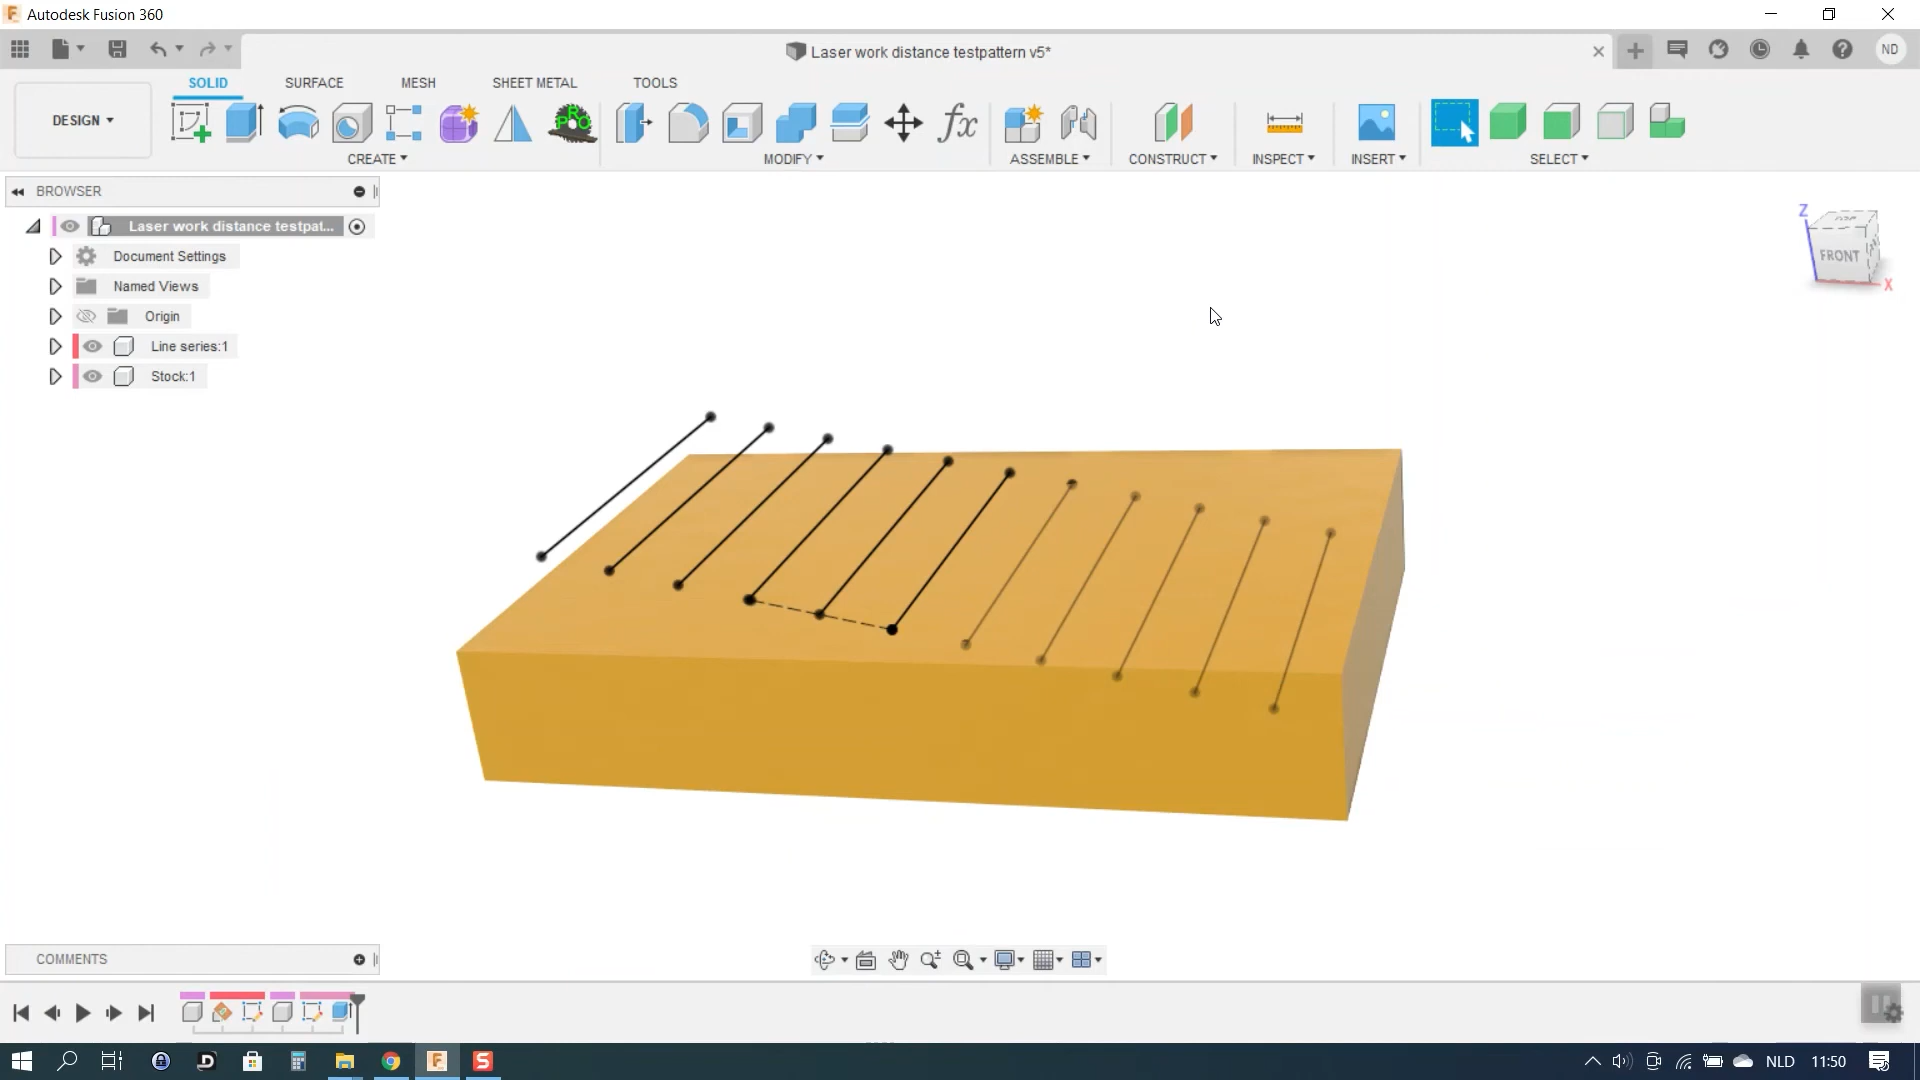 Autodesk Fusion 360
Laser work distance testpattern v5*
ND
SOLID
SURFACE
MESH
SHEET METAL
TOOLS
DESIGN
CREATE
MODIFY
ASSEMBLE
CONSTRUCT
INSPECT
INSERT
SELECT
BROWSER
Laser work distance testpat...
Document Settings
Named Views
Origin
Line series:1
Stock:1
Z
TOP
FRONT
X
COMMENTS
NLD
11:50